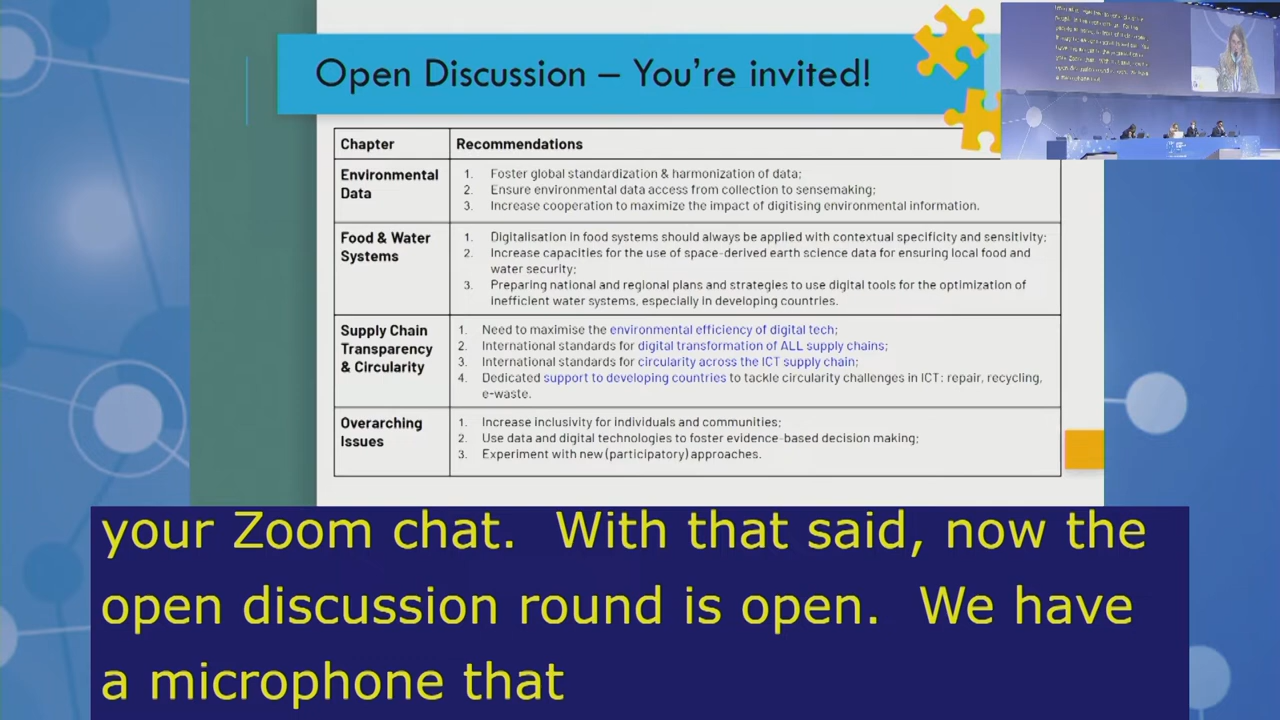 Open Discussion – You're invited!
Chapter Recommendations
Environmental
Data
1. Foster global standardization & harmonization of data;
2. Ensure environmental data access from collection to sensemaking;
3. Increase cooperation to maximize the impact of digitising environmental information.
Food & Water
Systems
1. Digitalisation in food systems should always be applied with contextual specificity and sensitivity;
2. Increase capacities for the use of space-derived earth science data for ensuring local food and
water security;
3. Preparing national and regional plans and strategies to use digital tools for the optimization of
inefficient water systems, especially in developing countries.
Supply Chain
Transparency
& Circularity
1. Need to maximise the environmental efficiency of digital tech;
2. International standards for digital transformation of ALL supply chains;
3. International standards for circularity across the ICT supply chain;
4. Dedicated support to developing countries to tackle circularity challenges in ICT: repair, recycling,
e-waste.
Overarching
Issues
1. Increase inclusivity for individuals and communities;
2. Use data and digital technologies to foster evidence-based decision making;
3. Experiment with new (participatory) approaches.
your Zoom chat. With that said, now the
open discussion round is open. We have
a microphone that